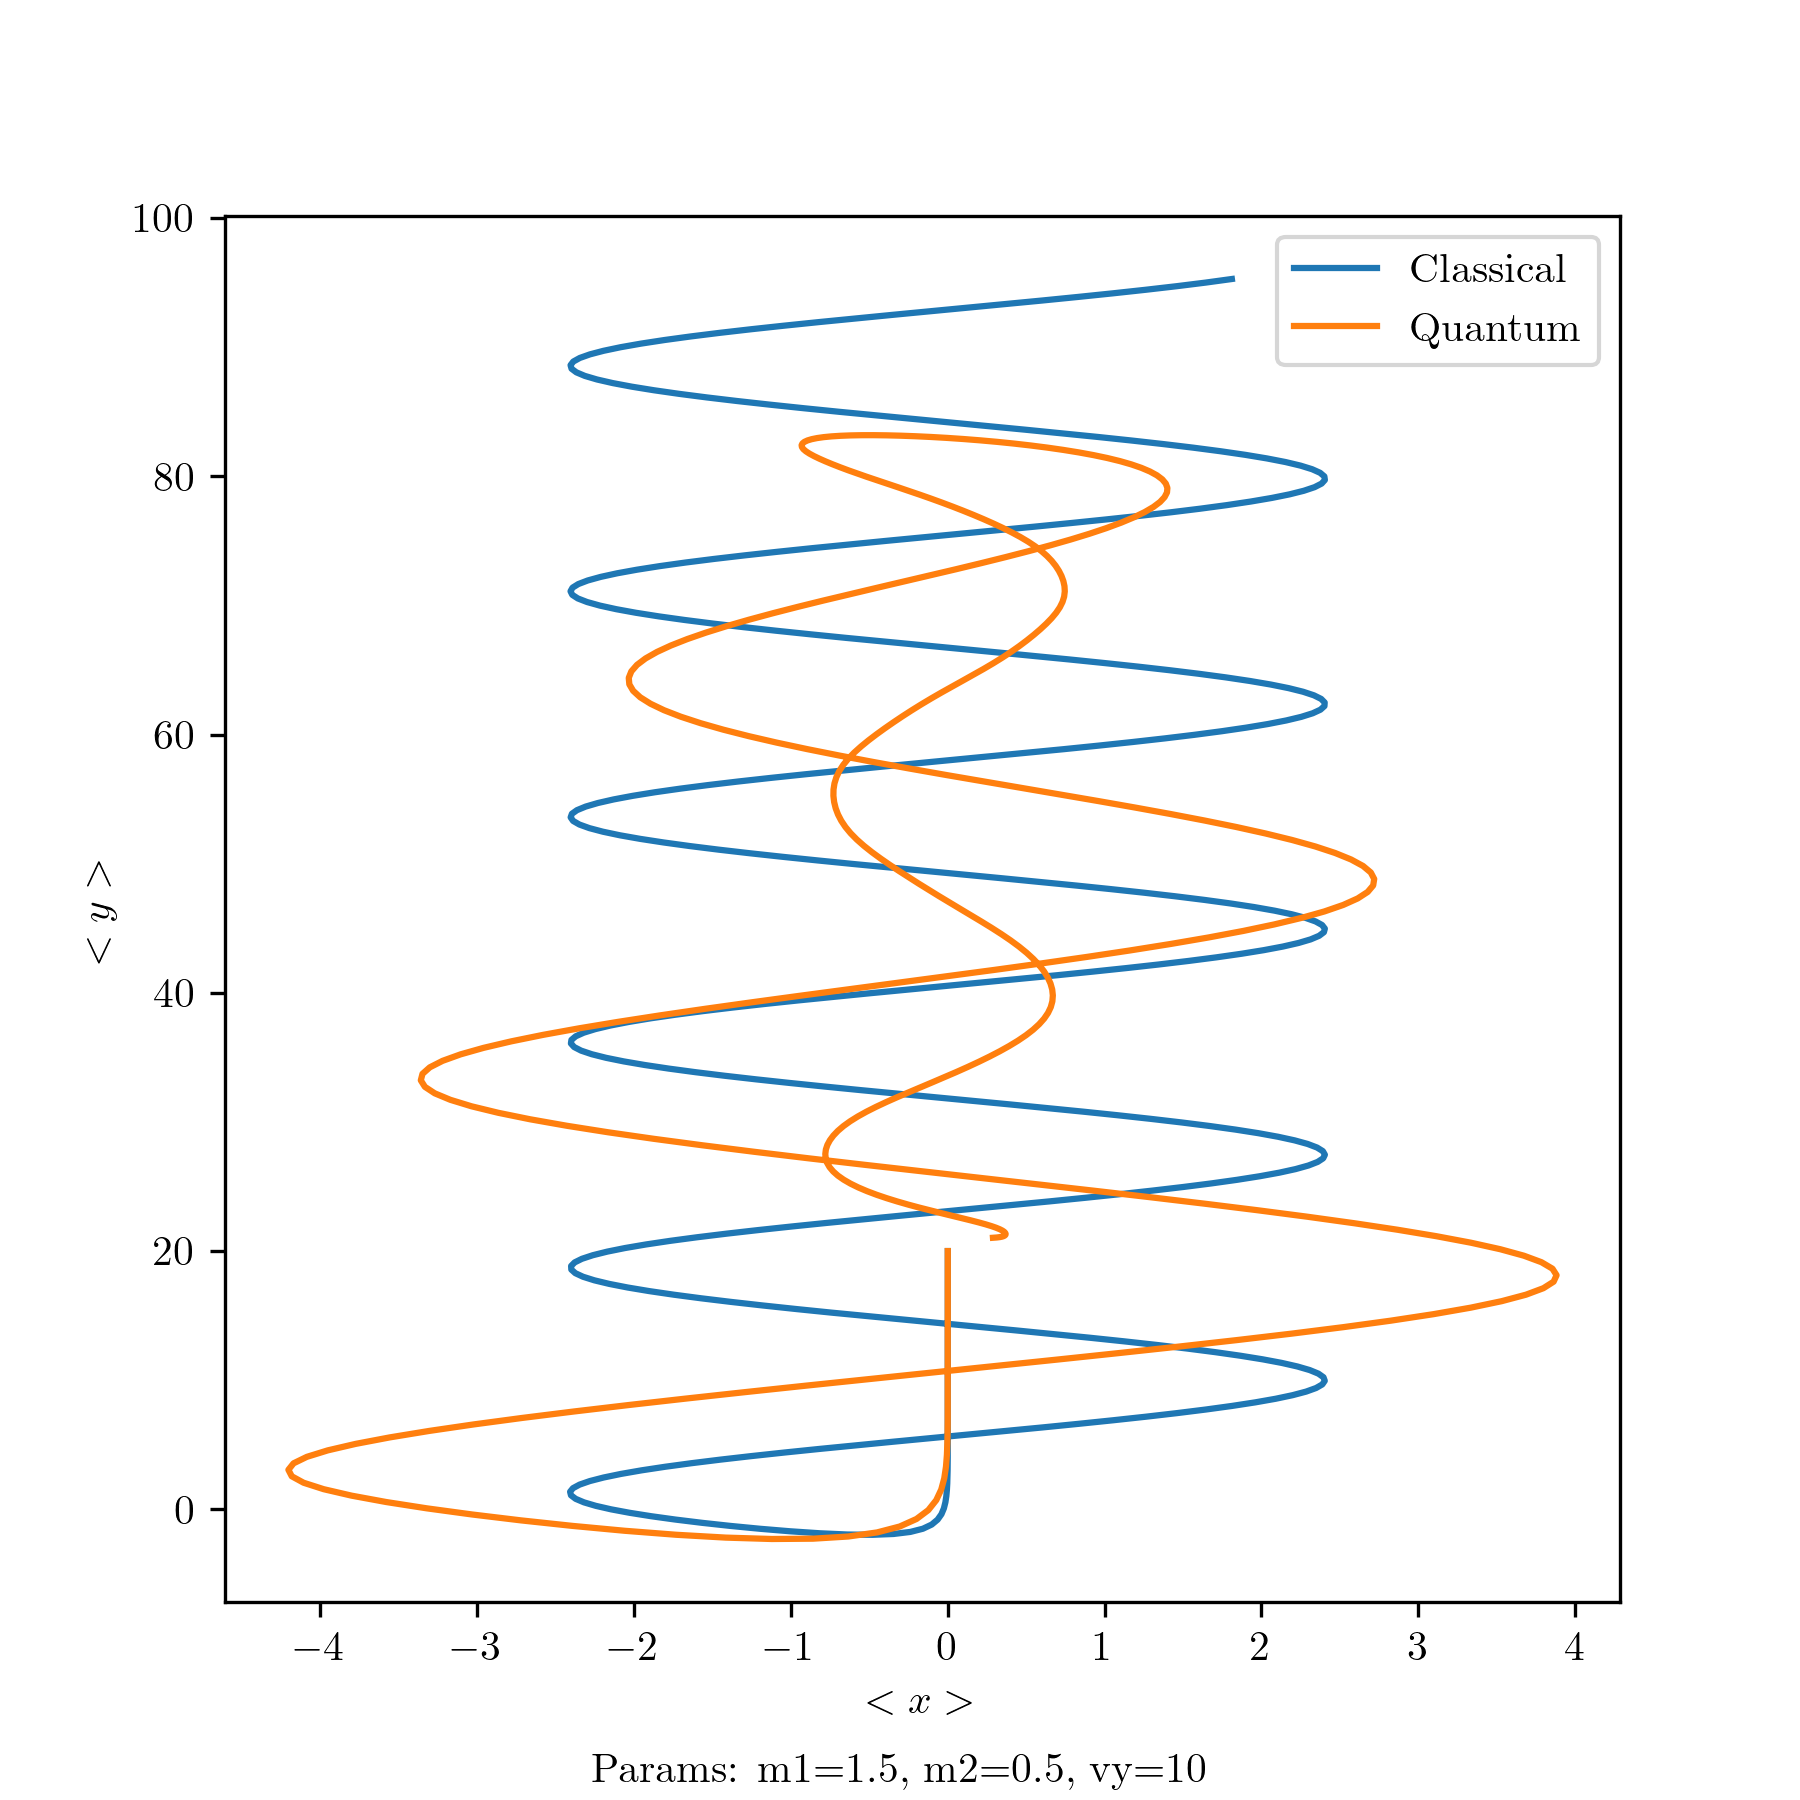 100
80
60
40
20
0
< y >
Classical
Quantum
−4 −3 −2 −1 0 1 2 3 4
< x >
Params: m1=1.5, m2=0.5, vy=10